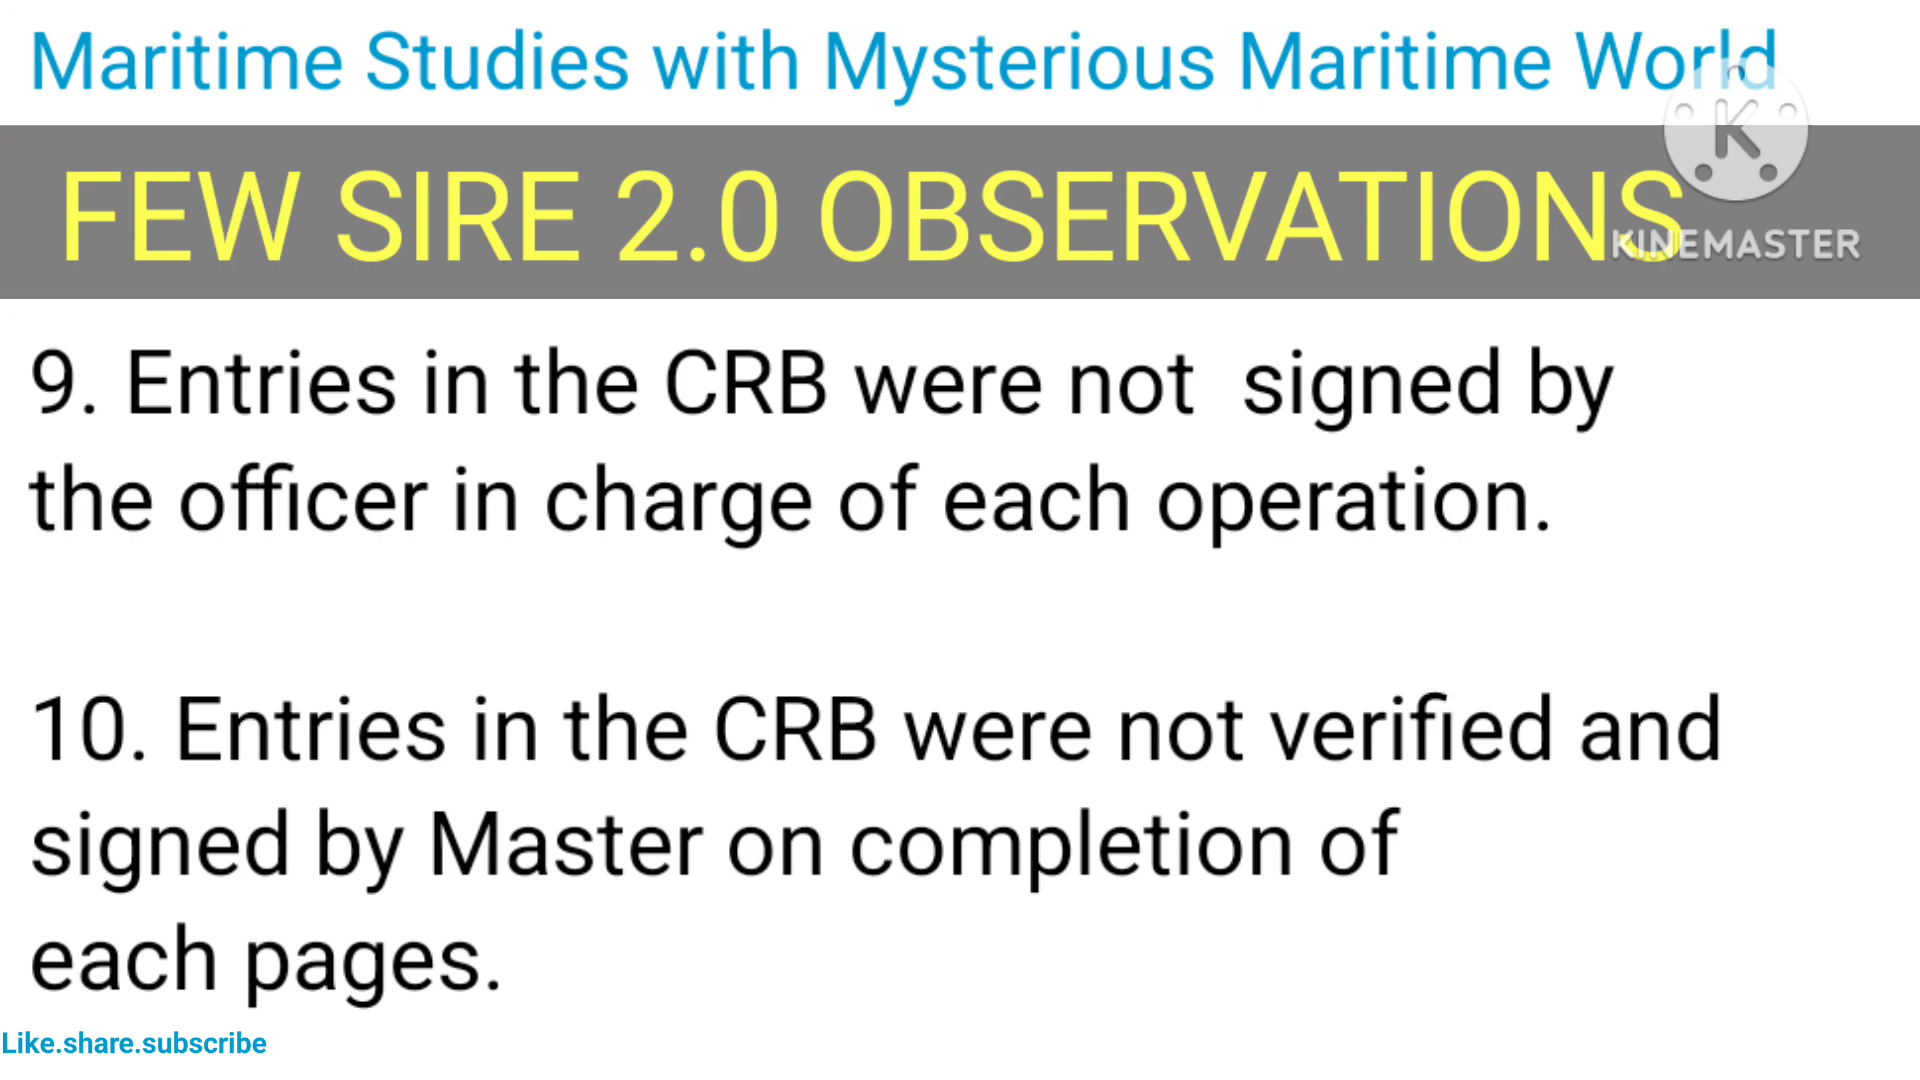 Maritime Studies with Mysterious Maritime World
K
FEW SIRE 2.0 OBSERVATIONS
KINEMASTER
9. Entries in the CRB were not  signed by
the officer in charge of each operation.
10. Entries in the CRB were not verified and
signed by Master on completion of
each pages.
Like.share.subscribe